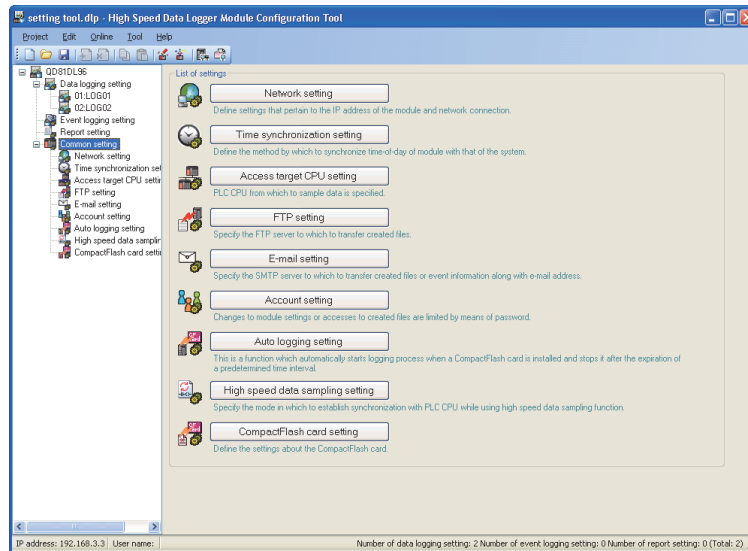 setting tool.dlp - High Speed Data Logger Module Configuration Tool
Project Edit Online Tool Help
QD81DL96
Data logging setting
01:LOG01
02:LOG02
Event logging setting
Report setting
Common setting
Network setting
Time synchronization set
Access target CPU settin
FTP setting
E-mail setting
Account setting
Auto logging setting
High speed data samplin
CompactFlash card settin
List of settings
Network setting
Define settings that pertain to the IP address of the module and network connection.
Time synchronization setting
Define the method by which to synchronize time-of-day of module with that of the system.
Access target CPU setting
PLC CPU from which to sample data is specified.
FTP setting
Specify the FTP server to which to transfer created files.
E-mail setting
Specify the SMTP server to which to transfer created files or event information along with e-mail address.
Account setting
Changes to module settings or accesses to created files are limited by means of password.
Auto logging setting
This is a function which automatically starts logging process when a CompactFlash card is installed and stops it after the expiration of
a predetermined time interval.
High speed data sampling setting
Specify the mode in which to establish synchronization with PLC CPU while using high speed data sampling function.
CompactFlash card setting
Define the settings about the CompactFlash card.
IP address: 192.168.3.3 User name: Number of data logging setting: 2 Number of event logging setting: 0 Number of report setting: 0 (Total: 2)